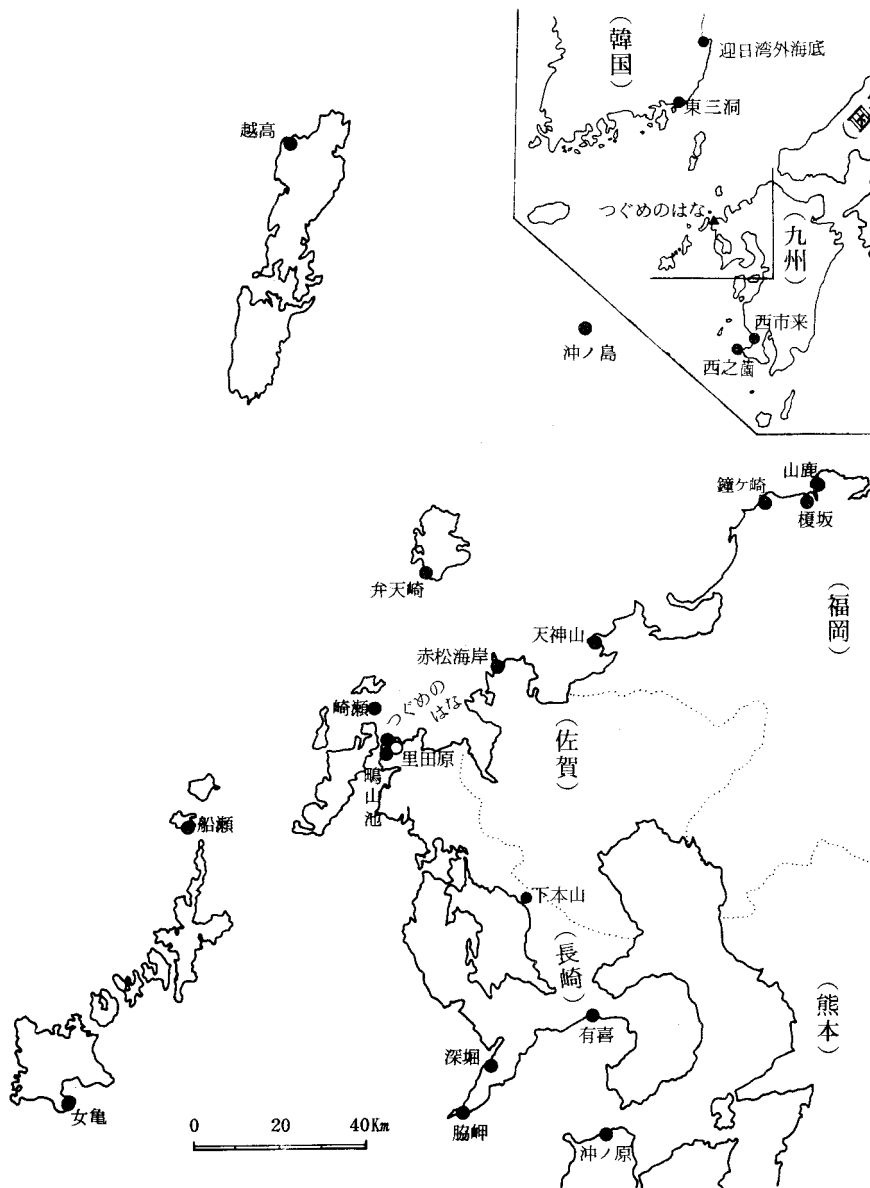 (韓国)
迎日湾外海底
東三洞
つぐめのはな
(九州)
西市来
西之薗
越高
沖ノ島
山鹿
鐘ケ崎
榎坂
(福岡)
弁天崎
天神山
赤松海岸
(佐賀)
崎瀬
つぐめの
はな
里田原
鴫山池
船瀬
下本山
(長崎)
(熊本)
有喜
深堀
女亀
0 20 40Km
脇岬
沖ノ原